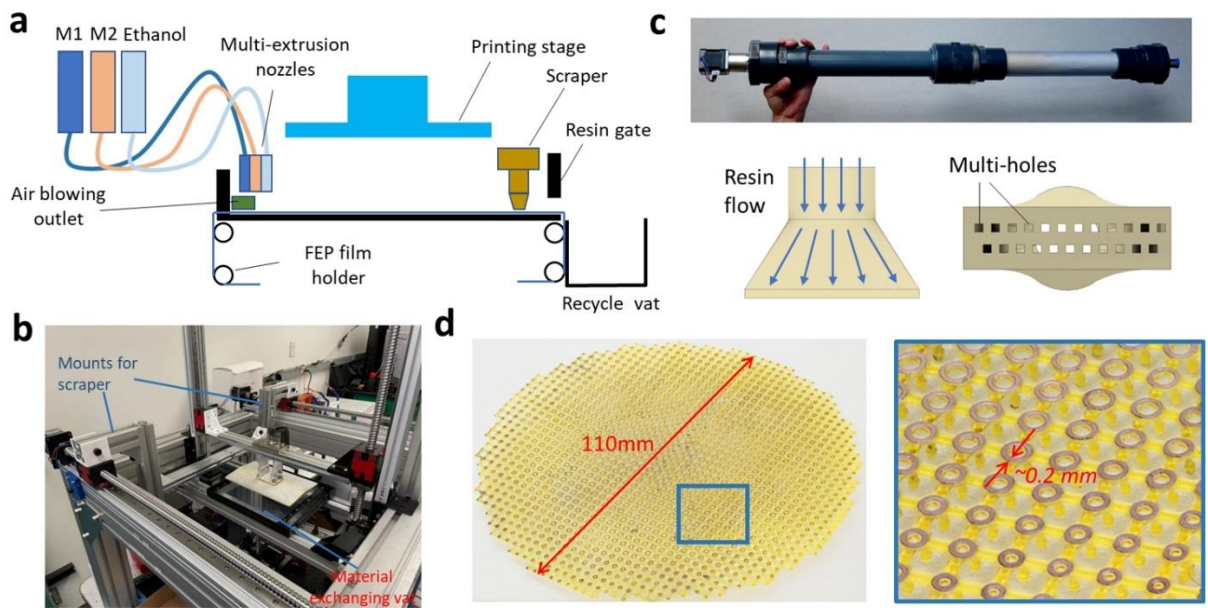 a
M1 M2 Ethanol
Multi-extrusion
nozzles
Printing stage
Scraper
Resin gate
Air blowing
outlet
FEP film
holder
Recycle vat
b
Mounts for
scraper
Material
exchanging vat
c
Resin
flow
Multi-holes
d
110mm
~0.2 mm